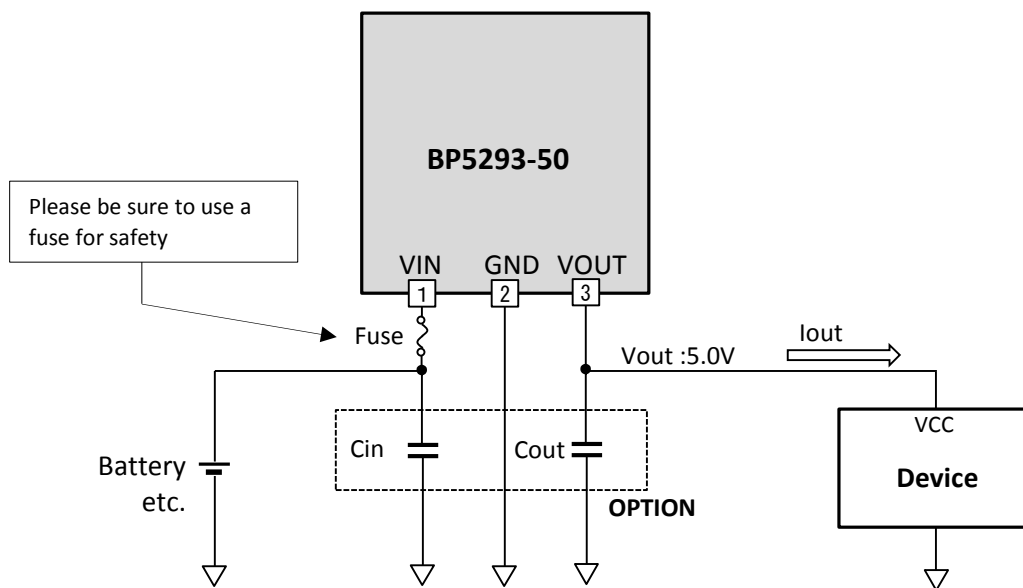 BP5293-50
Please be sure to use a
fuse for safety
VIN GND VOUT
1 2 3
Fuse
Iout
Vout :5.0V
VCC
Cin
Cout
Battery
etc.
Device
OPTION